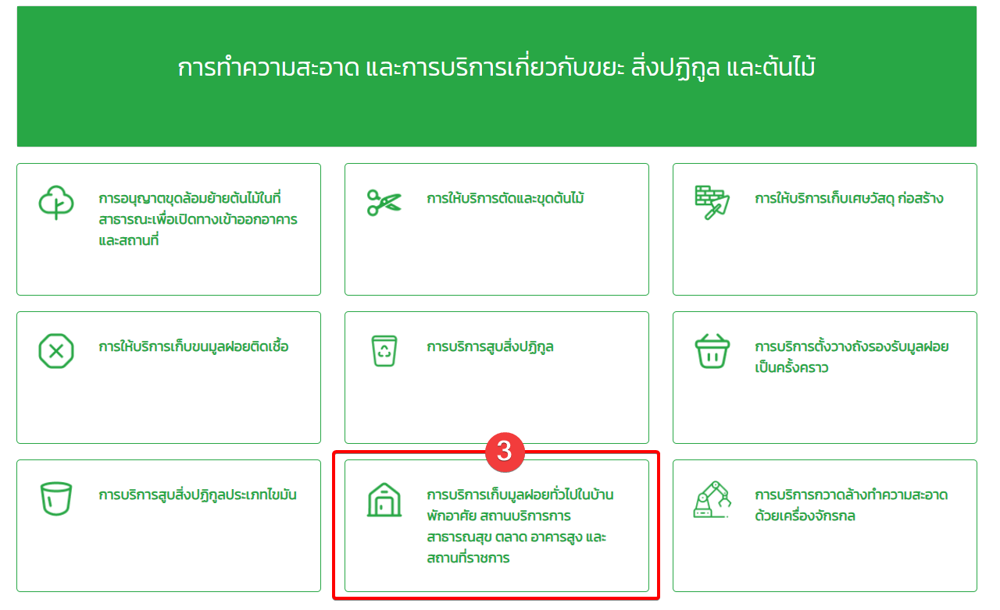 การทำความสะอาด และการบริการเกี่ยวกับขยะ สิ่งปฏิกูล และต้นไม้
การอนุญาตขุดล้อมย้ายต้นไม้ในที่
สาธารณะเพื่อเปิดทางเข้าออกอาคาร
และสถานที่
การให้บริการตัดและขุดต้นไม้
การให้บริการเก็บเศษวัสดุ ก่อสร้าง
การให้บริการเก็บขนมูลฝอยติดเชื้อ
การบริการสูบสิ่งปฏิกูล
การบริการตั้งวางถังรองรับมูลฝอย
เป็นครั้งคราว
การบริการสูบสิ่งปฏิกูลประเภทไขมัน
3
การบริการเก็บมูลฝอยทั่วไปในบ้าน
พักอาศัย สถานบริการการ
สาธารณสุข ตลาด อาคารสูง และ
สถานที่ราชการ
การบริการกวาดล้างทำความสะอาด
ด้วยเครื่องจักรกล